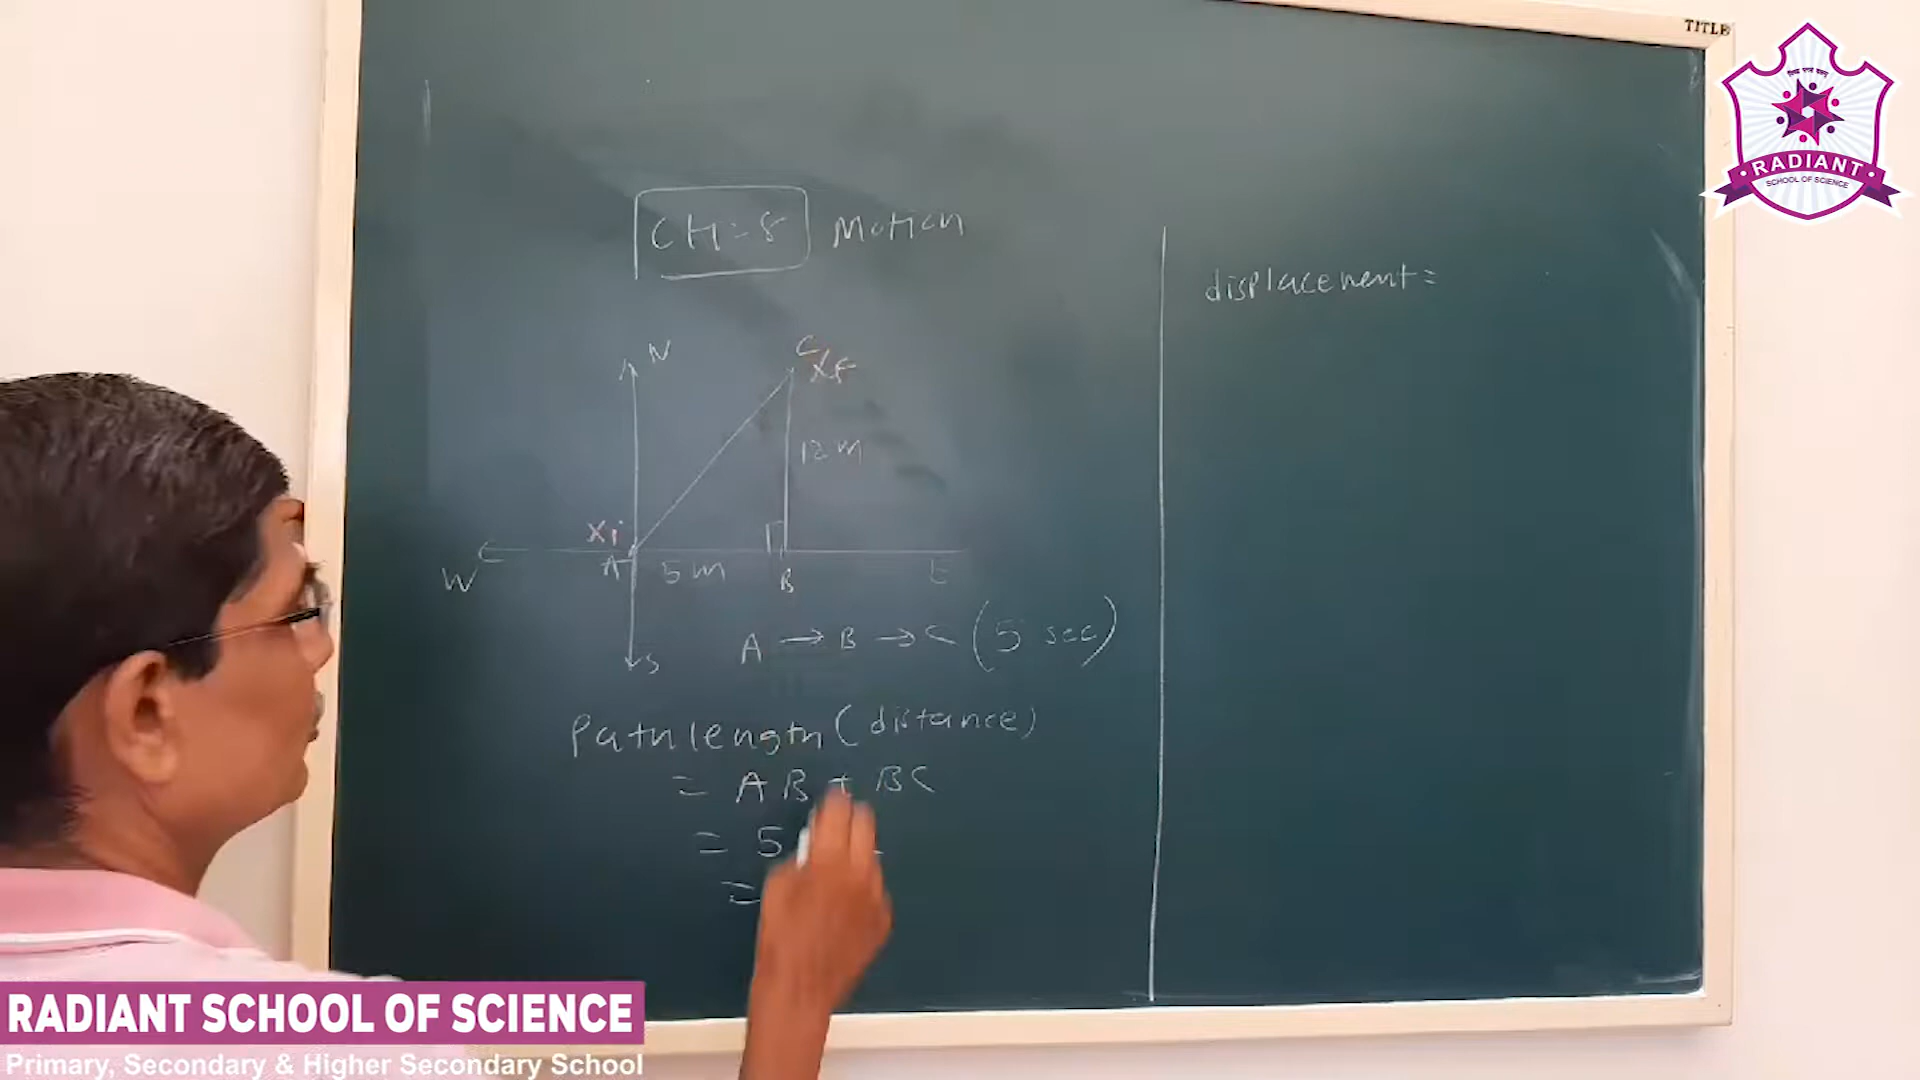 TITLE
RADIANT
SCHOOL OF SCIENCE
CH=8 Motion
displacement=
N
C
xf
12 m
xi
A 5 m B
W E
S
A → B → C (5 sec)
Path length (distance)
= AB + BC
= 5
=
RADIANT SCHOOL OF SCIENCE
Primary, Secondary & Higher Secondary School